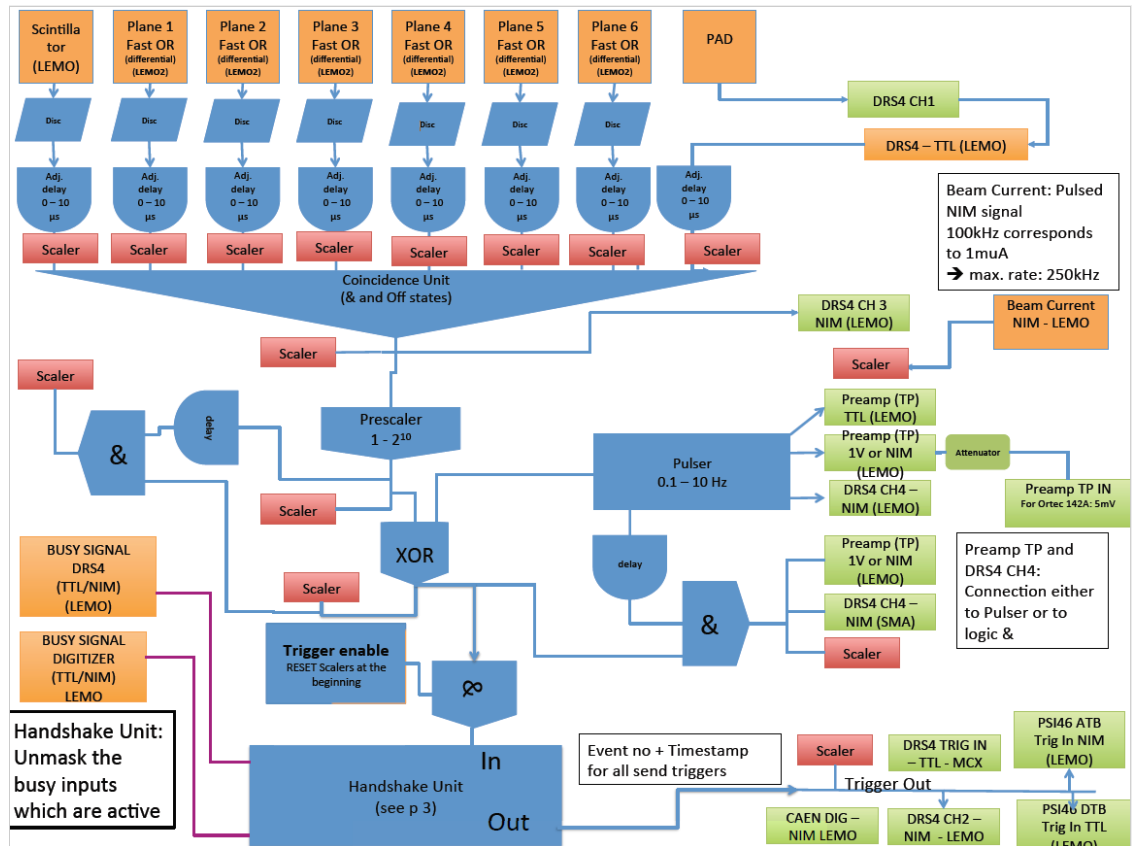 Scintilla
tor
(LEMO)
Plane 1
Fast OR
(differential)
(LEMO2)
Plane 2
Fast OR
(differential)
(LEMO2)
Plane 3
Fast OR
(differential)
(LEMO2)
Plane 4
Fast OR
(differential)
(LEMO2)
Plane 5
Fast OR
(differential)
(LEMO2)
Plane 6
Fast OR
(differential)
(LEMO2)
PAD
DRS4 CH1
DRS4 – TTL (LEMO)
Disc
Disc
Disc
Disc
Disc
Disc
Disc
Adj.
delay
0 – 10
µs
Adj.
delay
0 – 10
µs
Adj.
delay
0 – 10
µs
Adj.
delay
0 – 10
µs
Adj.
delay
0 – 10
µs
Adj.
delay
0 – 10
µs
Adj.
delay
0 – 10
µs
Adj.
delay
0 – 10
µs
Scaler
Scaler
Scaler
Scaler
Scaler
Scaler
Scaler
Scaler
Beam Current: Pulsed
NIM signal
100kHz corresponds
to 1muA
➔ max. rate: 250kHz
Coincidence Unit
(& and Off states)
DRS4 CH 3
NIM (LEMO)
Beam Current
NIM - LEMO
Scaler
Scaler
Scaler
&
delay
Prescaler
1 - 2¹⁰
Scaler
Pulser
0.1 – 10 Hz
Preamp (TP)
TTL (LEMO)
Preamp (TP)
1V or NIM
(LEMO)
Attenuator
DRS4 CH4 –
NIM (LEMO)
Preamp TP IN
For Ortec 142A: 5mV
XOR
BUSY SIGNAL
DRS4
(TTL/NIM)
(LEMO)
Scaler
delay
&
Preamp (TP)
1V or NIM
(LEMO)
DRS4 CH4 –
NIM (SMA)
Scaler
Preamp TP and
DRS4 CH4:
Connection either
to Pulser or to
logic &
BUSY SIGNAL
DIGITIZER
(TTL/NIM)
LEMO
Trigger enable
RESET Scalers at the
beginning
&
Handshake Unit:
Unmask the
busy inputs
which are active
In
Handshake Unit
(see p 3)
Out
Event no + Timestamp
for all send triggers
Scaler
DRS4 TRIG IN
– TTL - MCX
PSI46 ATB
Trig In NIM
(LEMO)
Trigger Out
CAEN DIG –
NIM LEMO
DRS4 CH2 –
NIM - LEMO
PSI46 DTB
Trig In TTL
(LEMO)